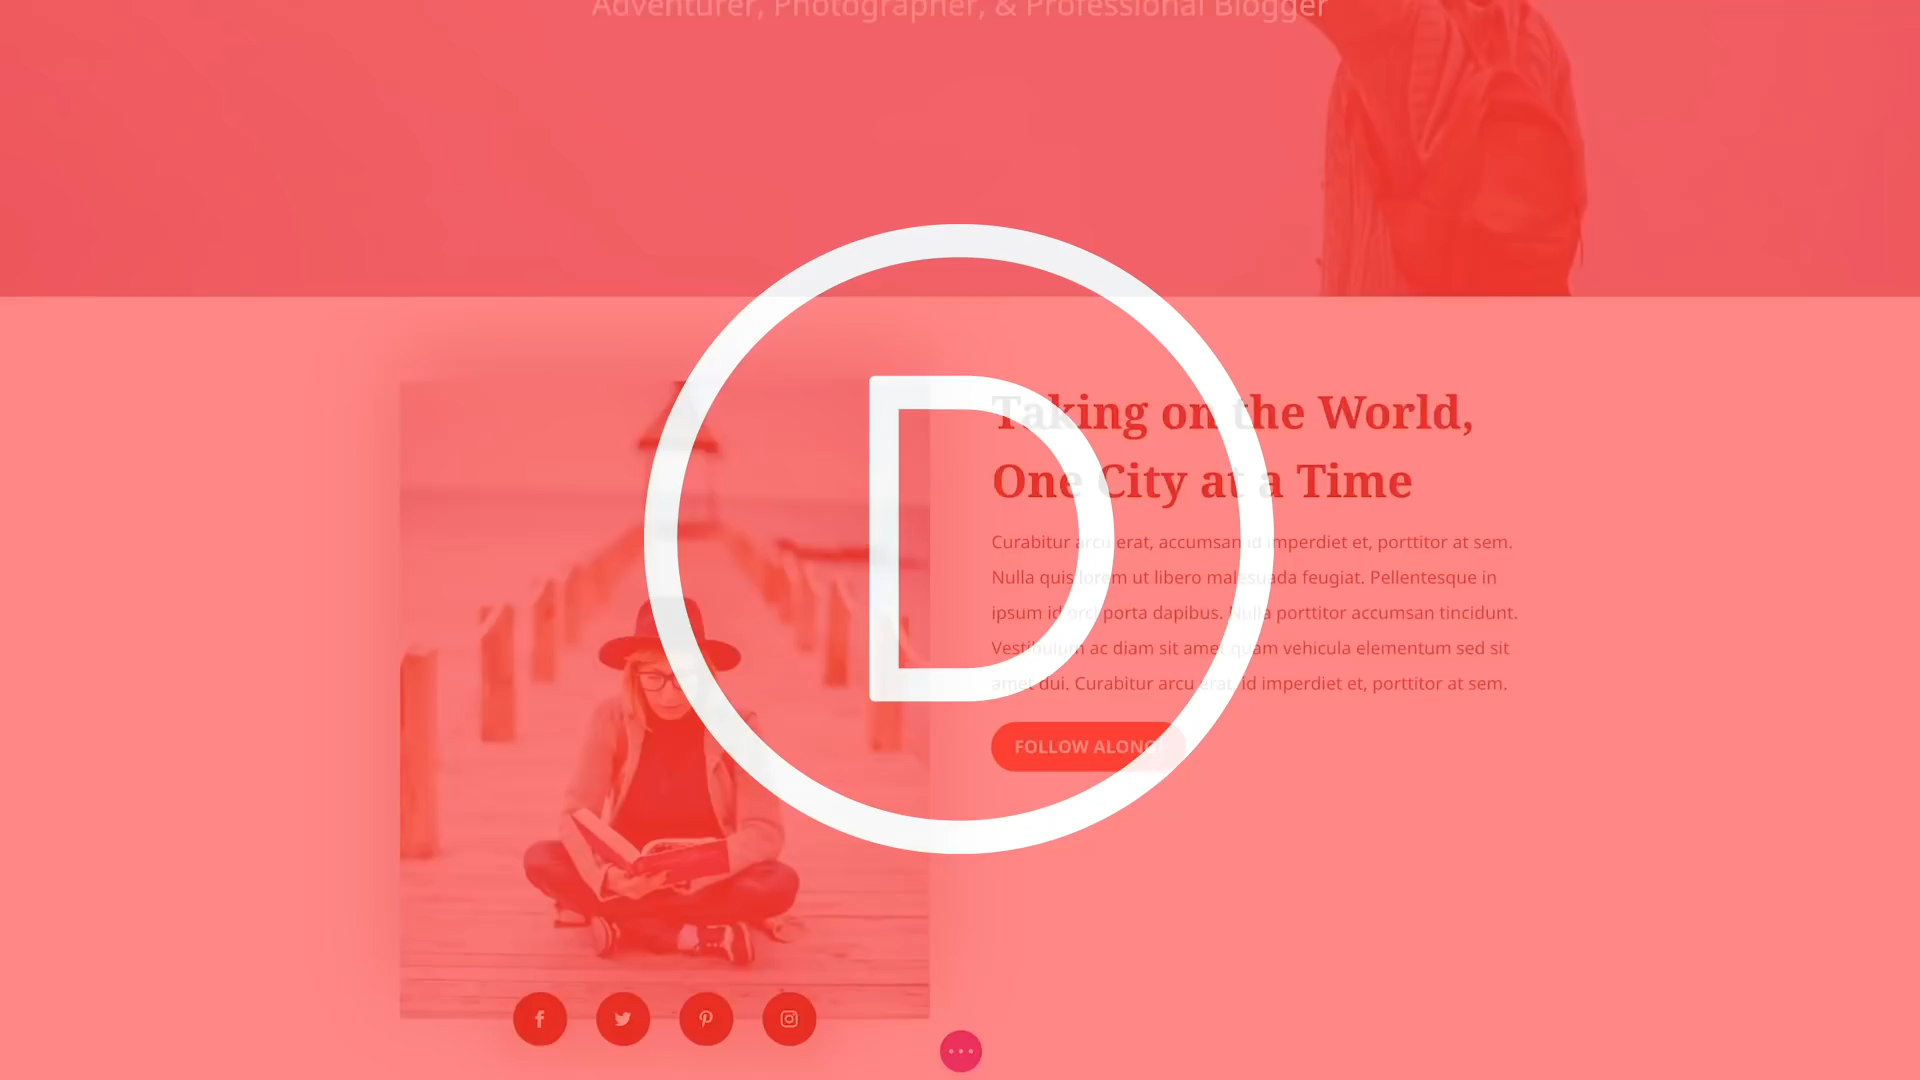 Adventurer, Photographer, & Professional Blogger
D
Taking on the World,
One City at a Time
Curabitur arcu erat, accumsan id imperdiet et, porttitor at sem.
Nulla quis lorem ut libero malesuada feugiat. Pellentesque in
ipsum id orci porta dapibus. Nulla porttitor accumsan tincidunt.
Vestibulum ac diam sit amet quam vehicula elementum sed sit
amet dui. Curabitur arcu erat, id imperdiet et, porttitor at sem.
FOLLOW ALONG!